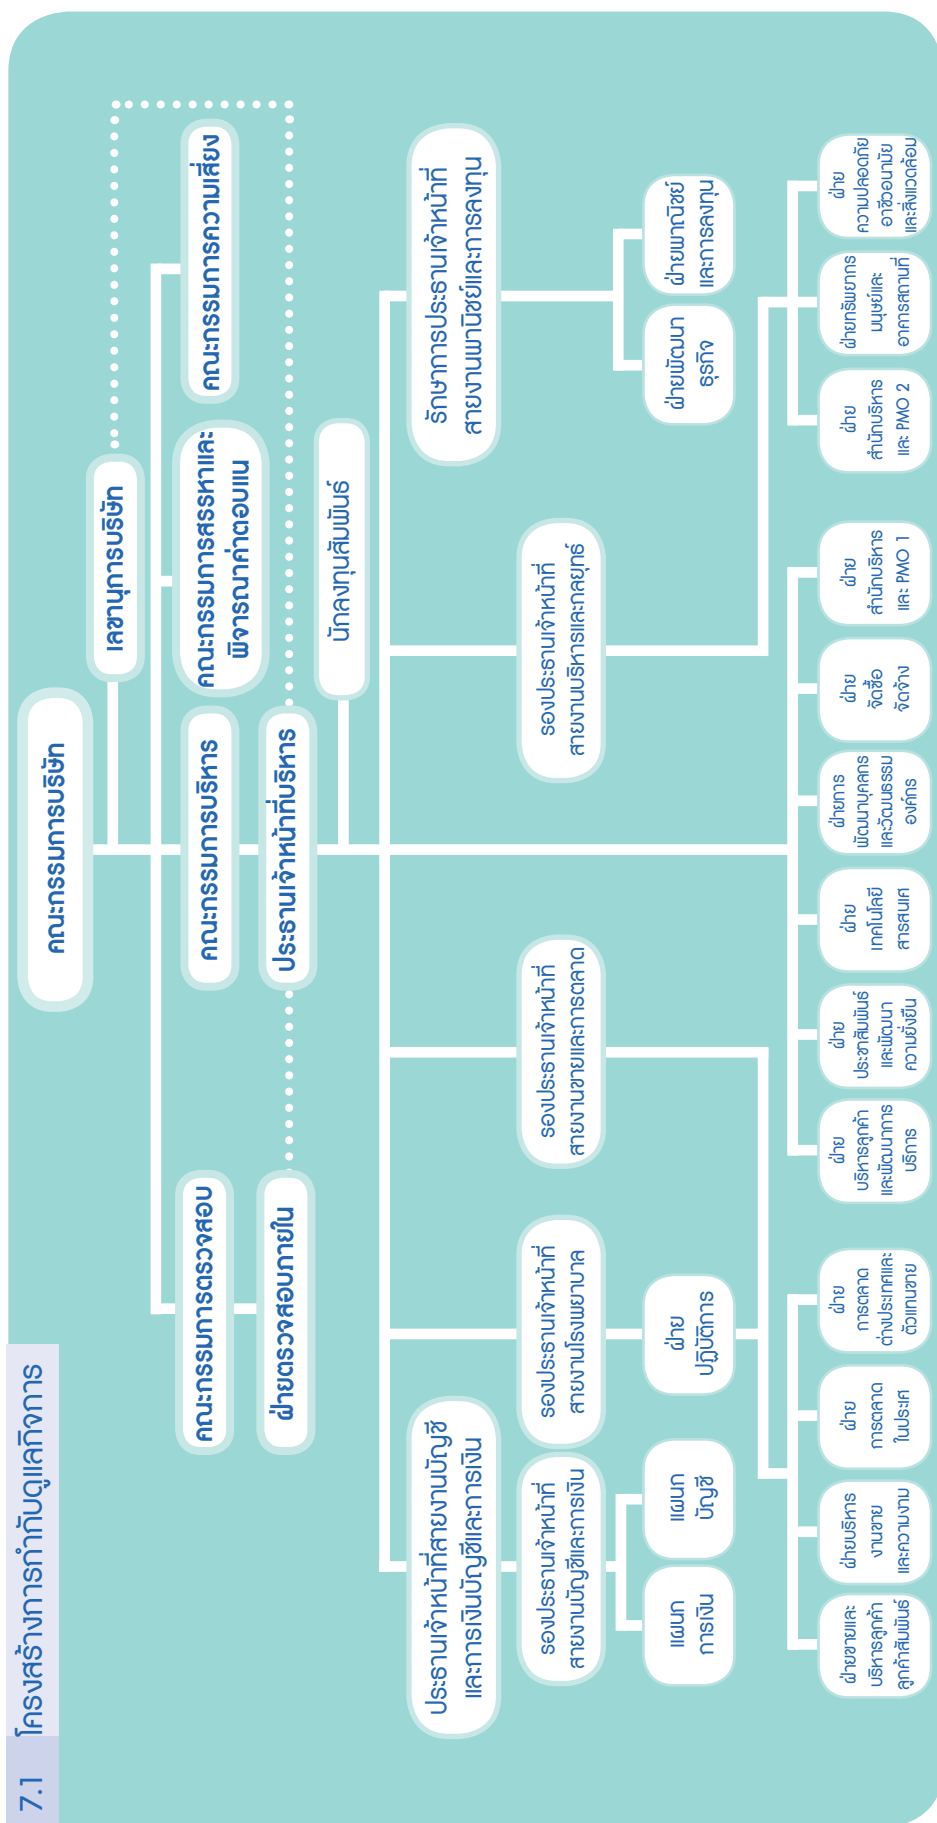 7.1 โครงสร้างการกำกับดูแลกิจการ
คณะกรรมการบริษัท
เลขานุการบริษัท
คณะกรรมการตรวจสอบ
คณะกรรมการบริหาร
คณะกรรมการสรรหาและ
พิจารณาค่าตอบแน
คณะกรรมการความเสี่ยง
ฝ่ายตรวจสอบภายใน
ประธานเจ้าหน้าที่บริหาร
นักลงทุนสัมพันธ์
ประธานเจ้าหน้าที่สายงานบัญชี
และการเงินบัญชีและการเงิน
รักษาการประธานเจ้าหน้าที่
สายงานพานิชย์และการลงทุน
รองประธานเจ้าหน้าที่
สายงานบัญชีและการเงิน
รองประธานเจ้าหน้าที่
สายงานโรงพยาบาล
รองประธานเจ้าหน้าที่
สายงานขายและการตลาด
รองประธานเจ้าหน้าที่
สายงานบริหารและกลยุทธ์
แผนก
การเงิน
แผนก
บัญชี
ฝ่าย
ปฏิบัติการ
ฝ่ายพัฒนา
ธุรกิจ
ฝ่ายพาณิชย์
และการลงทุน
ฝ่ายขายและ
บริหารลูกค้า
ลูกค้าสัมพันธ์
ฝ่ายบริหาร
งานขาย
และความงาม
ฝ่าย
การตลาด
ในประเศ
ฝ่าย
การตลาด
ต่างประเทศและ
ตัวแทนขาย
ฝ่าย
บริหารลูกค้า
และพัฒนาการ
บริการ
ฝ่าย
ประชาสัมพันธ์
และพัฒนา
ความยั่งยืน
ฝ่าย
เทคโนโลยี
สารสนเศ
ฝ่ายการ
พัฒนาบุคลกร
และวัฒนธรรม
องค์กร
ฝ่าย
จัดซื้อ
จัดจ้าง
ฝ่าย
สำนักบริหาร
และ PMO 1
ฝ่าย
สำนักบริหาร
และ PMO 2
ฝ่ายทรัพยากร
มนุษย์และ
อาคารสถานที่
ฝ่าย
ความปลอดภัย
อาชีวอนามัย
และสิ่งแวดล้อม